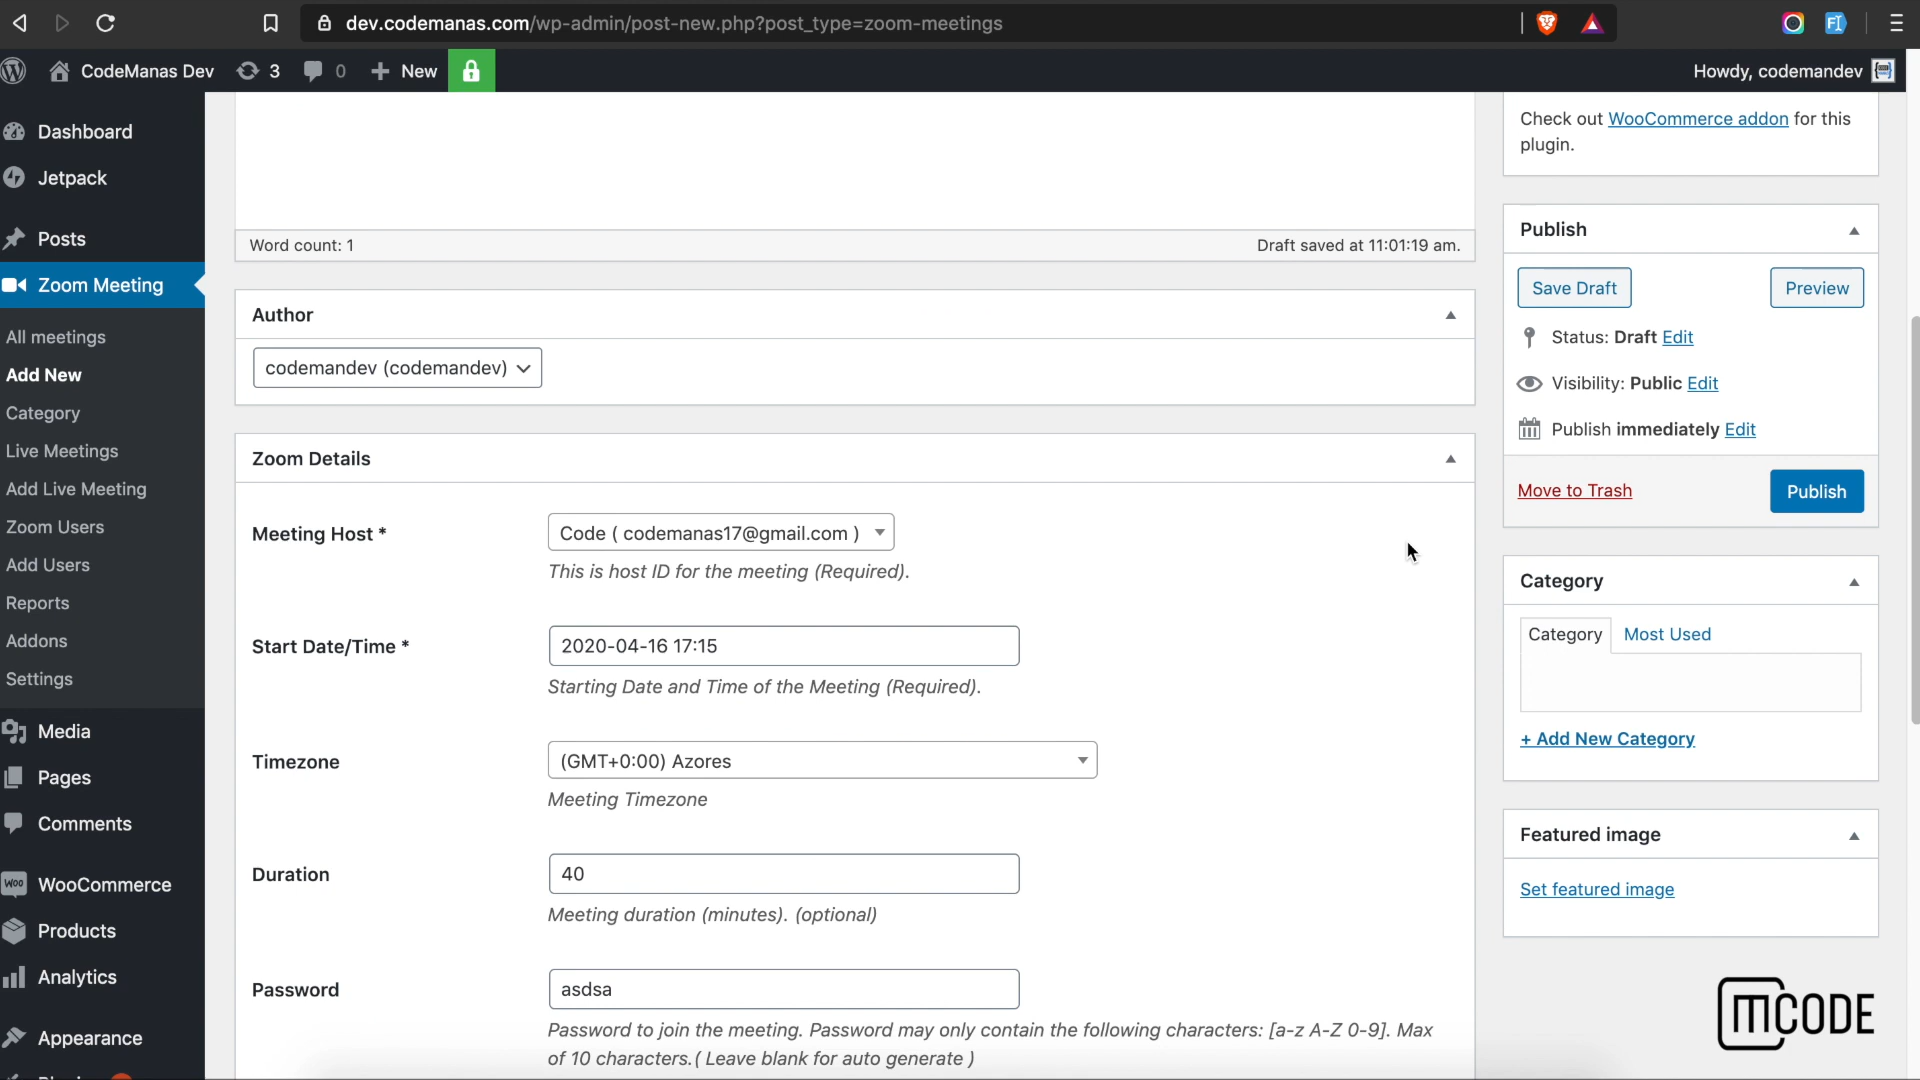 dev.codemanas.com/wp-admin/post-new.php?post_type=zoom-meetings
CodeManas Dev 3 0 New Howdy, codemandev
Dashboard
Jetpack
Posts
Zoom Meeting
All meetings
Add New
Category
Live Meetings
Add Live Meeting
Zoom Users
Add Users
Reports
Addons
Settings
Media
Pages
Comments
WooCommerce
Products
Analytics
Appearance
Word count: 1 Draft saved at 11:01:19 am.
Author
codemandev (codemandev)
Zoom Details
Meeting Host * Code ( codemanas17@gmail.com )
This is host ID for the meeting (Required).
Start Date/Time * 2020-04-16 17:15
Starting Date and Time of the Meeting (Required).
Timezone (GMT+0:00) Azores
Meeting Timezone
Duration 40
Meeting duration (minutes). (optional)
Password asdsa
Password to join the meeting. Password may only contain the following characters: [a-z A-Z 0-9]. Max
of 10 characters.( Leave blank for auto generate )
Check out WooCommerce addon for this
plugin.
Publish
Save Draft Preview
Status: Draft Edit
Visibility: Public Edit
Publish immediately Edit
Move to Trash Publish
Category
Category Most Used
+ Add New Category
Featured image
Set featured image
mCODE